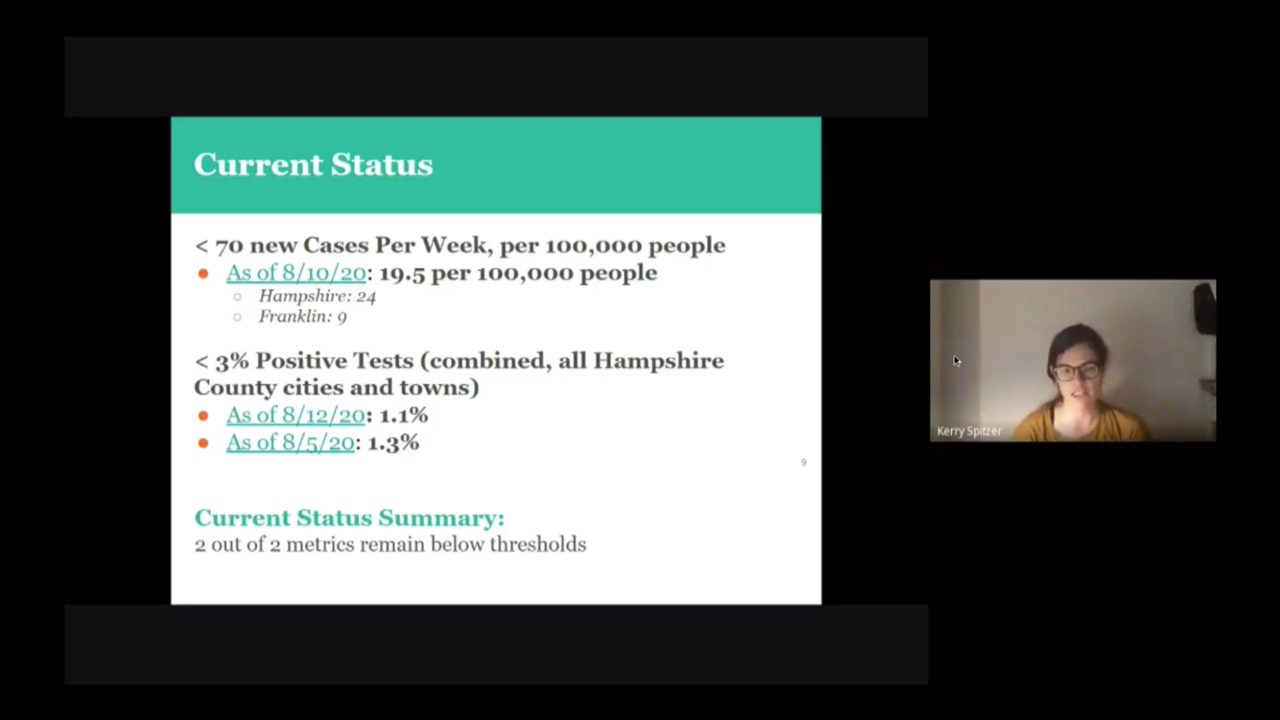 Current Status
< 70 new Cases Per Week, per 100,000 people
● As of 8/10/20: 19.5 per 100,000 people
○ Hampshire: 24
○ Franklin: 9
< 3% Positive Tests (combined, all Hampshire
County cities and towns)
● As of 8/12/20: 1.1%
● As of 8/5/20: 1.3%
9
Current Status Summary:
2 out of 2 metrics remain below thresholds
Kerry Spitzer